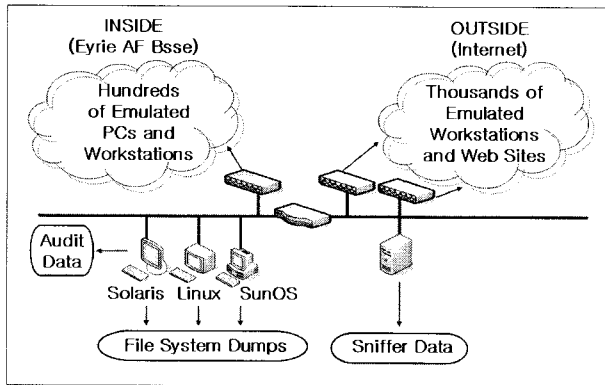 INSIDE
(Eyrie AF Bsse)
Hundreds
of Emulated
PCs and
Workstations
OUTSIDE
(Internet)
Thousands of
Emulated
Workstations
and Web Sites
Audit
Data
Solaris Linux SunOS
File System Dumps
Sniffer Data